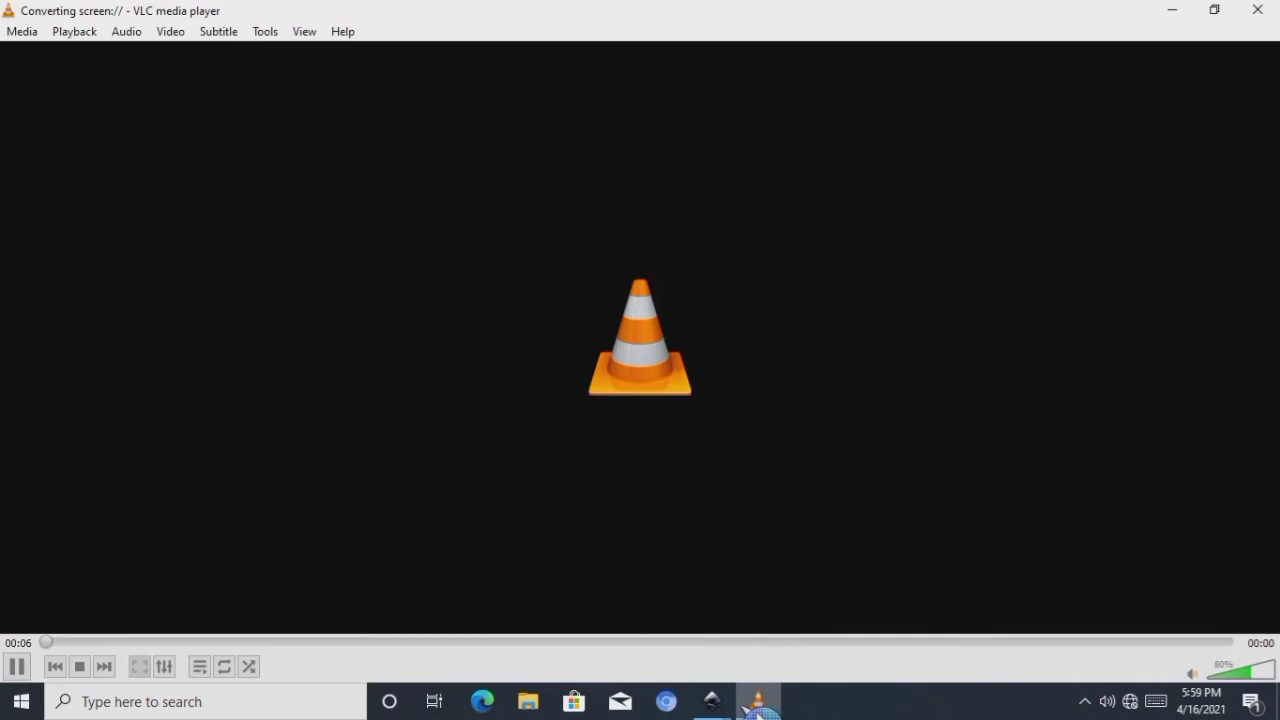 Converting screen:// - VLC media player
Media Playback Audio Video Subtitle Tools View Help
00:06 00:00
80%
Type here to search
5:59 PM
4/16/2021
1